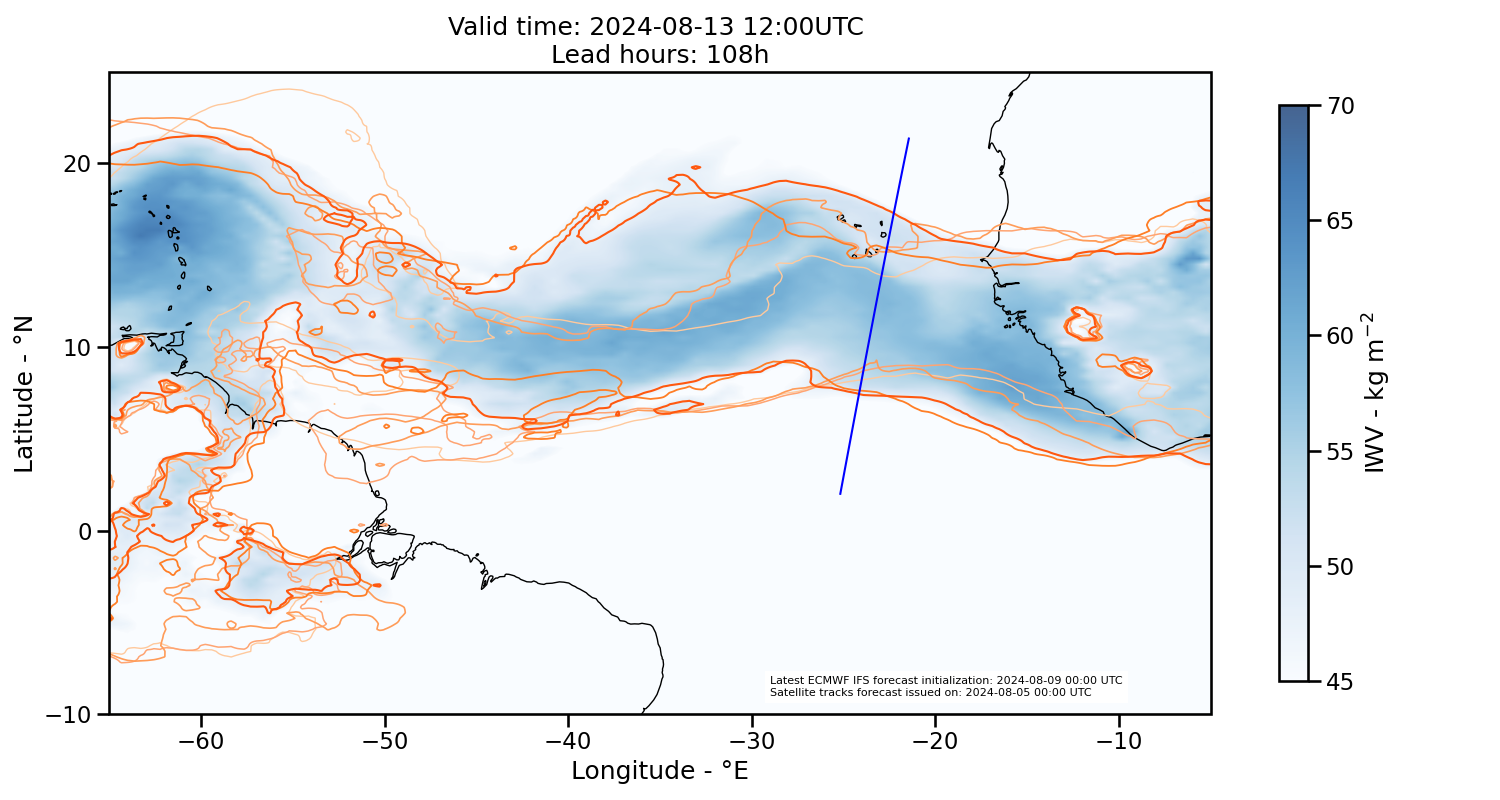 Valid time: 2024-08-13 12:00UTC
Lead hours: 108h
20
10
0
−10
Latitude - °N
−60
−50
−40
−30
−20
−10
Longitude - °E
Latest ECMWF IFS forecast initialization: 2024-08-09 00:00 UTC
Satellite tracks forecast issued on: 2024-08-05 00:00 UTC
70
65
60
55
50
45
IWV - kg m⁻²